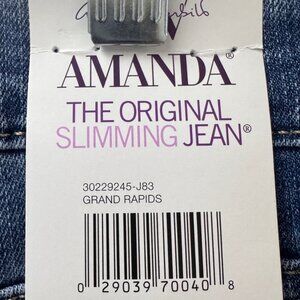 AMANDA®
THE ORIGINAL
SLIMMING JEAN®
30229245-J83
GRAND RAPIDS
0 29039 70040 8